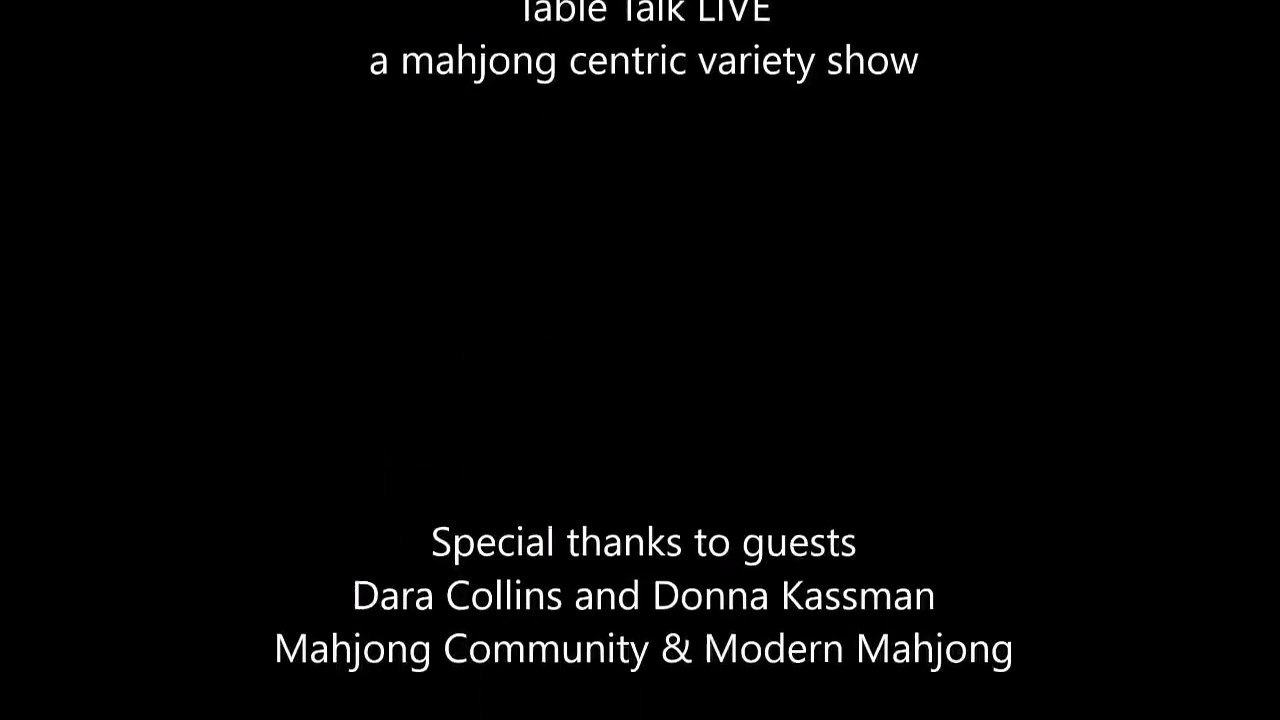 Table Talk LIVE
a mahjong centric variety show
Special thanks to guests
Dara Collins and Donna Kassman
Mahjong Community & Modern Mahjong